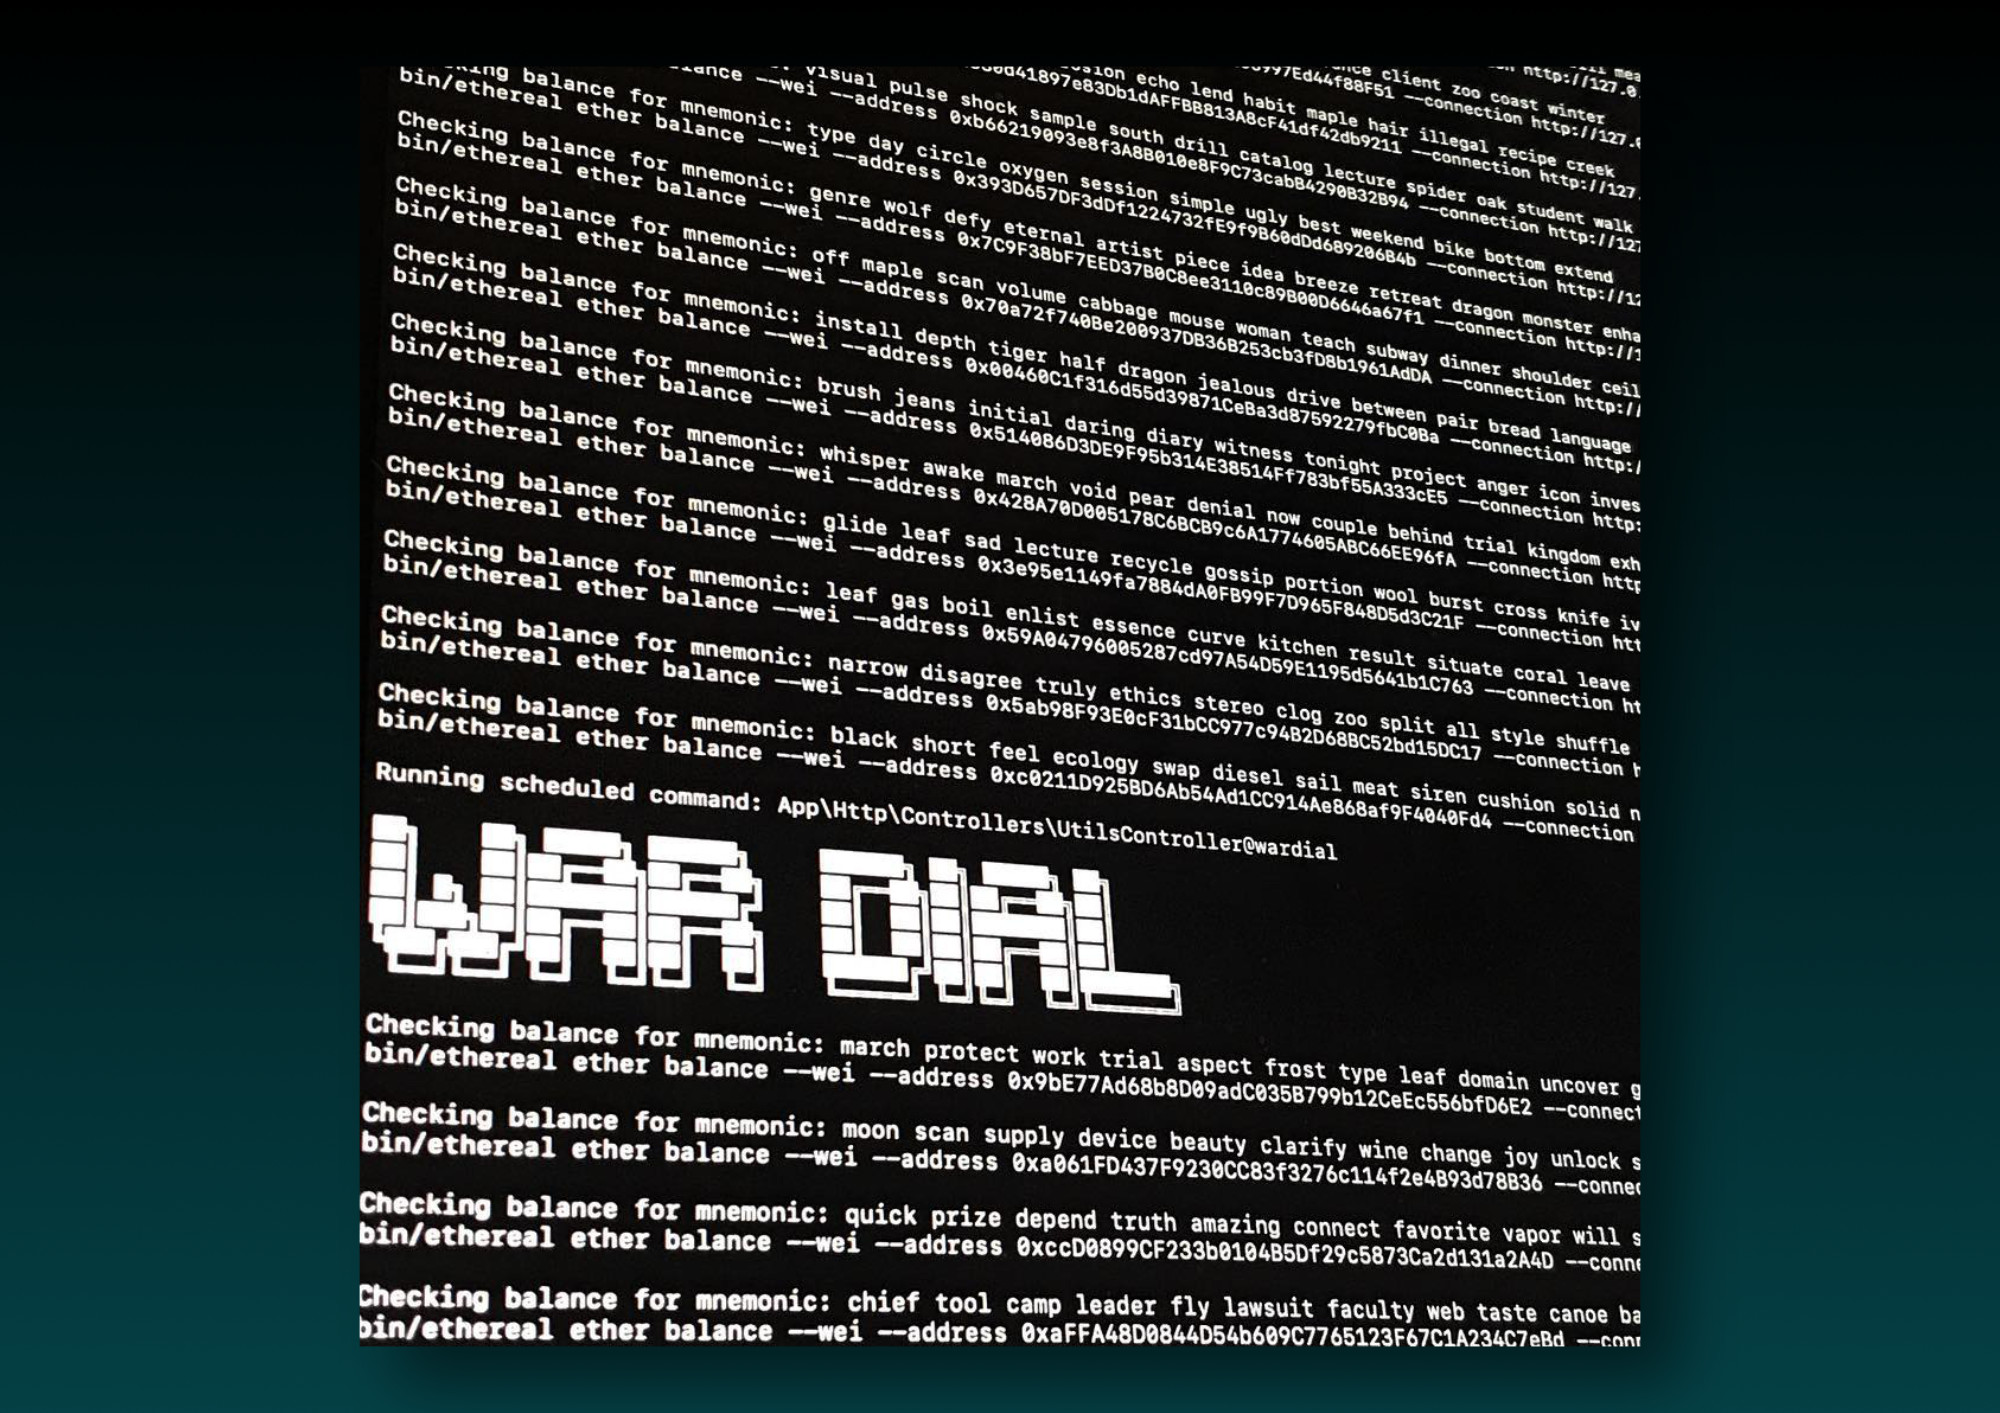 visual pulse shock sample south drill catalog lecture spider oak student walk
bin/ethereal ether balance --wei --address 0xb66219093e8f3A8B010e8F9C73cabB4290B32B94 --connection http://127
Checking balance for mnemonic: type day circle oxygen session simple ugly best weekend bike bottom extend
bin/ethereal ether balance --wei --address 0x393D657DF3dDf1224732fE9f9B60dDd689206B4b --connection http://12
Checking balance for mnemonic: genre wolf defy eternal artist piece idea breeze retreat dragon monster enha
bin/ethereal ether balance --wei --address 0x7C9F38bF7EED37B0C8ee3110c89B00D6646a67f1 --connection http://1
Checking balance for mnemonic: off maple scan volume cabbage mouse woman teach subway dinner shoulder ceil
bin/ethereal ether balance --wei --address 0x70a72f740Be200937DB36B253cb3fD8b1961AdDA --connection http://
Checking balance for mnemonic: install depth tiger half dragon jealous drive between pair bread language
bin/ethereal ether balance --wei --address 0x00460C1f316d55d39871CeBa3d87592279fbC0Ba --connection http:/
Checking balance for mnemonic: brush jeans initial daring diary witness tonight project anger icon inves
bin/ethereal ether balance --wei --address 0x514086D3DE9F95b314E38514Ff783bf55A333cE5 --connection http:
Checking balance for mnemonic: whisper awake march void pear denial now couple behind trial kingdom exh
bin/ethereal ether balance --wei --address 0x428A70D005178C6BCB9c6A1774605ABC66EE96fA --connection http
Checking balance for mnemonic: glide leaf sad lecture recycle gossip portion wool burst cross knife iv
bin/ethereal ether balance --wei --address 0x3e95e1149fa7884dA0FB99F7D965F848D5d3C21F --connection htt
Checking balance for mnemonic: leaf gas boil enlist essence curve kitchen result situate coral leave
bin/ethereal ether balance --wei --address 0x59A04796005287cd97A54D59E1195d5641b1C763 --connection ht
Checking balance for mnemonic: narrow disagree truly ethics stereo clog zoo split all style shuffle
bin/ethereal ether balance --wei --address 0x5ab98F93E0cF31bCC977c94B2D68BC52bd15DC17 --connection h
Checking balance for mnemonic: black short feel ecology swap diesel sail meat siren cushion solid n
bin/ethereal ether balance --wei --address 0xc0211D925BD6Ab54Ad1CC914Ae868af9F4040Fd4 --connection
Running scheduled command: App\Http\Controllers\UtilsController@wardial
WAR DIAL
Checking balance for mnemonic: march protect work trial aspect frost type leaf domain uncover g
bin/ethereal ether balance --wei --address 0x9bE77Ad68b8D09adC035B799b12CeEc556bfD6E2 --connect
Checking balance for mnemonic: moon scan supply device beauty clarify wine change joy unlock s
bin/ethereal ether balance --wei --address 0xa061FD437F9230CC83f3276c114f2e4B93d78B36 --connec
Checking balance for mnemonic: quick prize depend truth amazing connect favorite vapor will s
bin/ethereal ether balance --wei --address 0xccD0899CF233b0104B5Df29c5873Ca2d131a2A4D --conne
Checking balance for mnemonic: chief tool camp leader fly lawsuit faculty web taste canoe ba
bin/ethereal ether balance --wei --address 0xaFFA48D0844D54b609C7765123F67C1A234C7eBd --conn